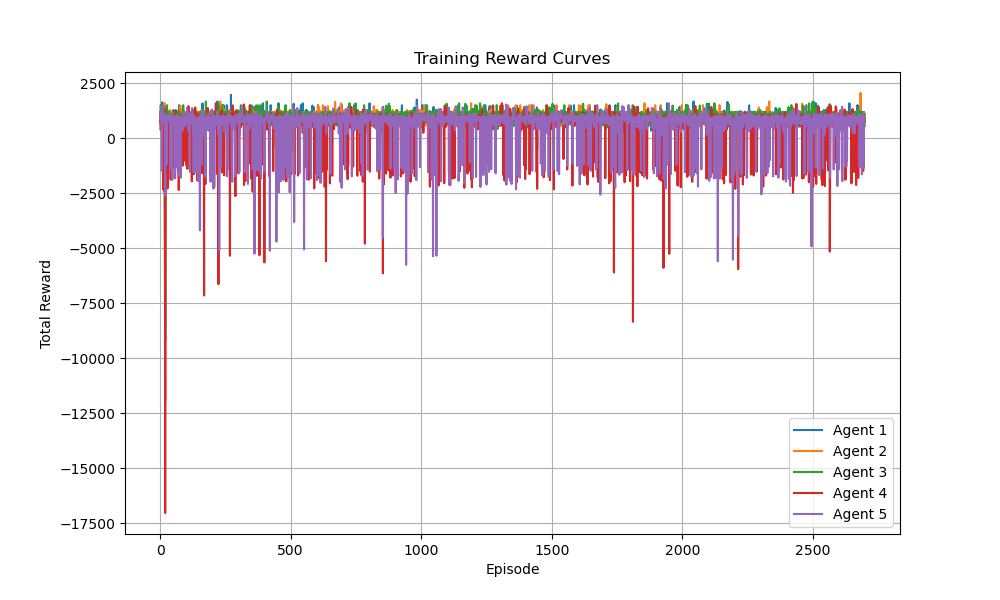 Training Reward Curves
Total Reward
2500
0
−2500
−5000
−7500
−10000
−12500
−15000
−17500
0 500 1000 1500 2000 2500
Episode
Agent 1
Agent 2
Agent 3
Agent 4
Agent 5